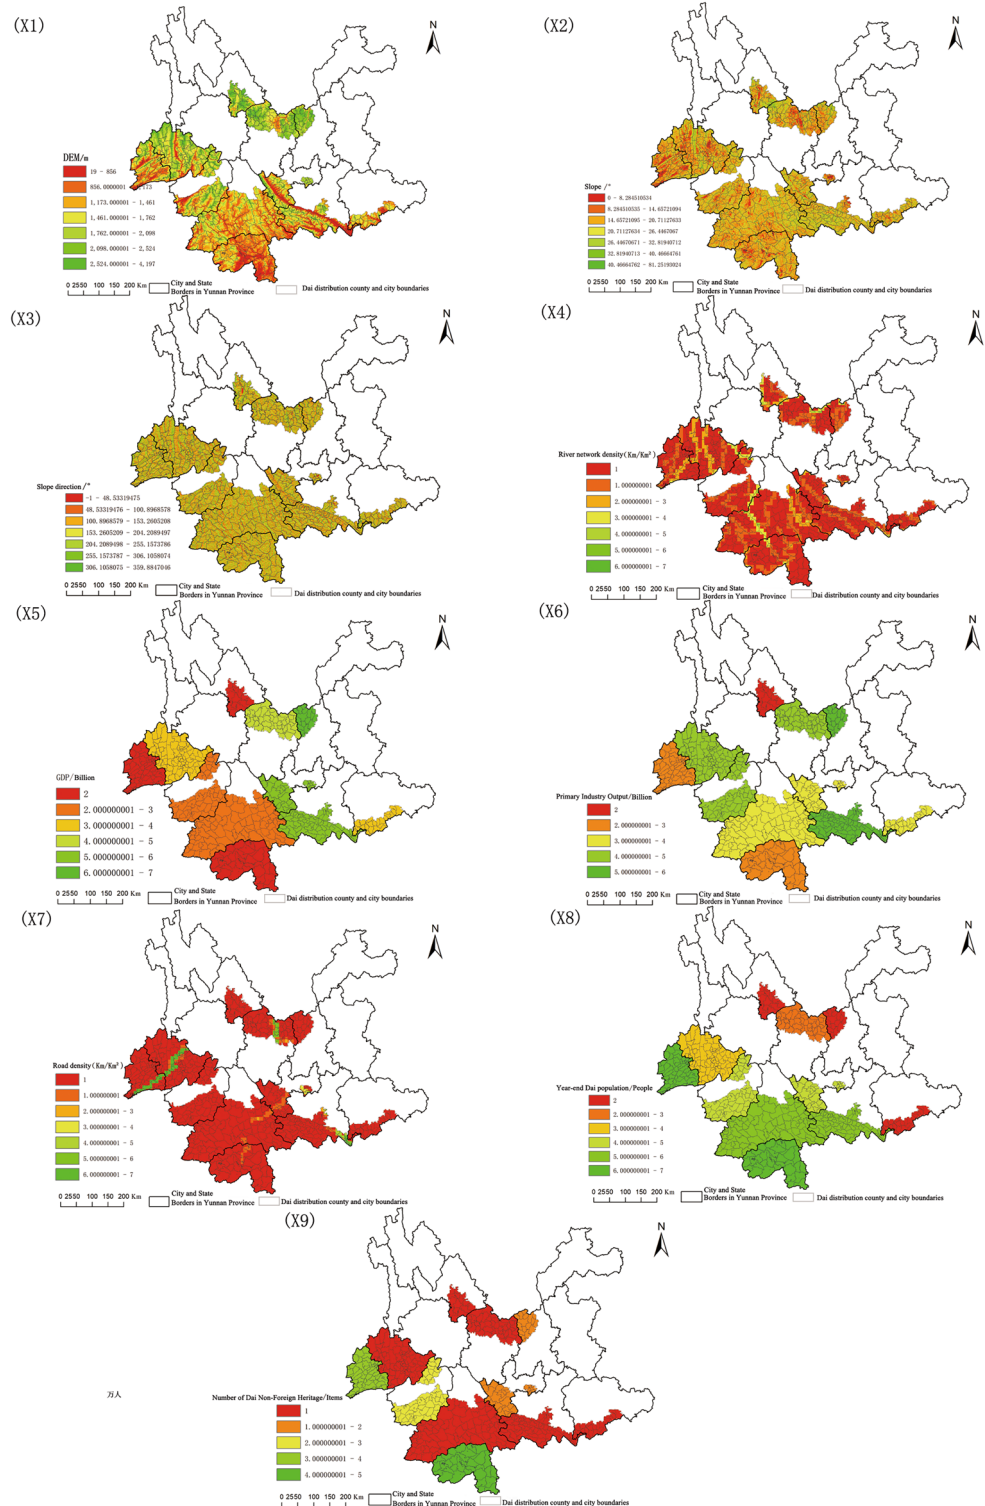 (X1)
N
DEM/m
19 - 856
856.0000001 - 1,173
1,173.000001 - 1,461
1,461.000001 - 1,762
1,762.000001 - 2,098
2,098.000001 - 2,524
2,524.000001 - 4,197
0 2550 100 150 200 Km
City and State
Borders in Yunnan Province
Dai distribution county and city boundaries
(X2)
N
Slope /°
0 - 8.284510534
8.284510535 - 14.65721094
14.65721095 - 20.71127633
20.71127634 - 26.4467067
26.44670671 - 32.81940712
32.81940713 - 40.46664761
40.46664762 - 81.25193024
0 2550 100 150 200 Km
City and State
Borders in Yunnan Province
Dai distribution county and city boundaries
(X3)
N
Slope direction/°
-1 - 48.53319475
48.53319476 - 100.8968578
100.8968579 - 153.2605208
153.2605209 - 204.2089497
204.2089498 - 255.1573786
255.1573787 - 306.1058074
306.1058075 - 359.8847046
0 2550 100 150 200 Km
City and State
Borders in Yunnan Province
Dai distribution county and city boundaries
(X4)
N
River network density(Km/Km²)
1
1.000000001
2.000000001 - 3
3.000000001 - 4
4.000000001 - 5
5.000000001 - 6
6.000000001 - 7
0 2550 100 150 200 Km
City and State
Borders in Yunnan Province
Dai distribution county and city boundaries
(X5)
N
GDP/Billion
2
2.000000001 - 3
3.000000001 - 4
4.000000001 - 5
5.000000001 - 6
6.000000001 - 7
0 2550 100 150 200 Km
City and State
Borders in Yunnan Province
Dai distribution county and city boundaries
(X6)
N
Primary Industry Output/Billion
2
2.000000001 - 3
3.000000001 - 4
4.000000001 - 5
5.000000001 - 6
0 2550 100 150 200 Km
City and State
Borders in Yunnan Province
Dai distribution county and city boundaries
(X7)
N
Road density(Km/Km²)
1
1.000000001
2.000000001 - 3
3.000000001 - 4
4.000000001 - 5
5.000000001 - 6
6.000000001 - 7
0 2550 100 150 200 Km
City and State
Borders in Yunnan Province
Dai distribution county and city boundaries
(X8)
N
Year-end Dai population/People
2
2.000000001 - 3
3.000000001 - 4
4.000000001 - 5
5.000000001 - 6
6.000000001 - 7
0 2550 100 150 200 Km
City and State
Borders in Yunnan Province
Dai distribution county and city boundaries
(X9)
N
万人
Number of Dai Non-Foreign Heritage/Items
1
1.000000001 - 2
2.000000001 - 3
3.000000001 - 4
4.000000001 - 5
0 2550 100 150 200 Km
City and State
Borders in Yunnan Province
Dai distribution county and city boundaries